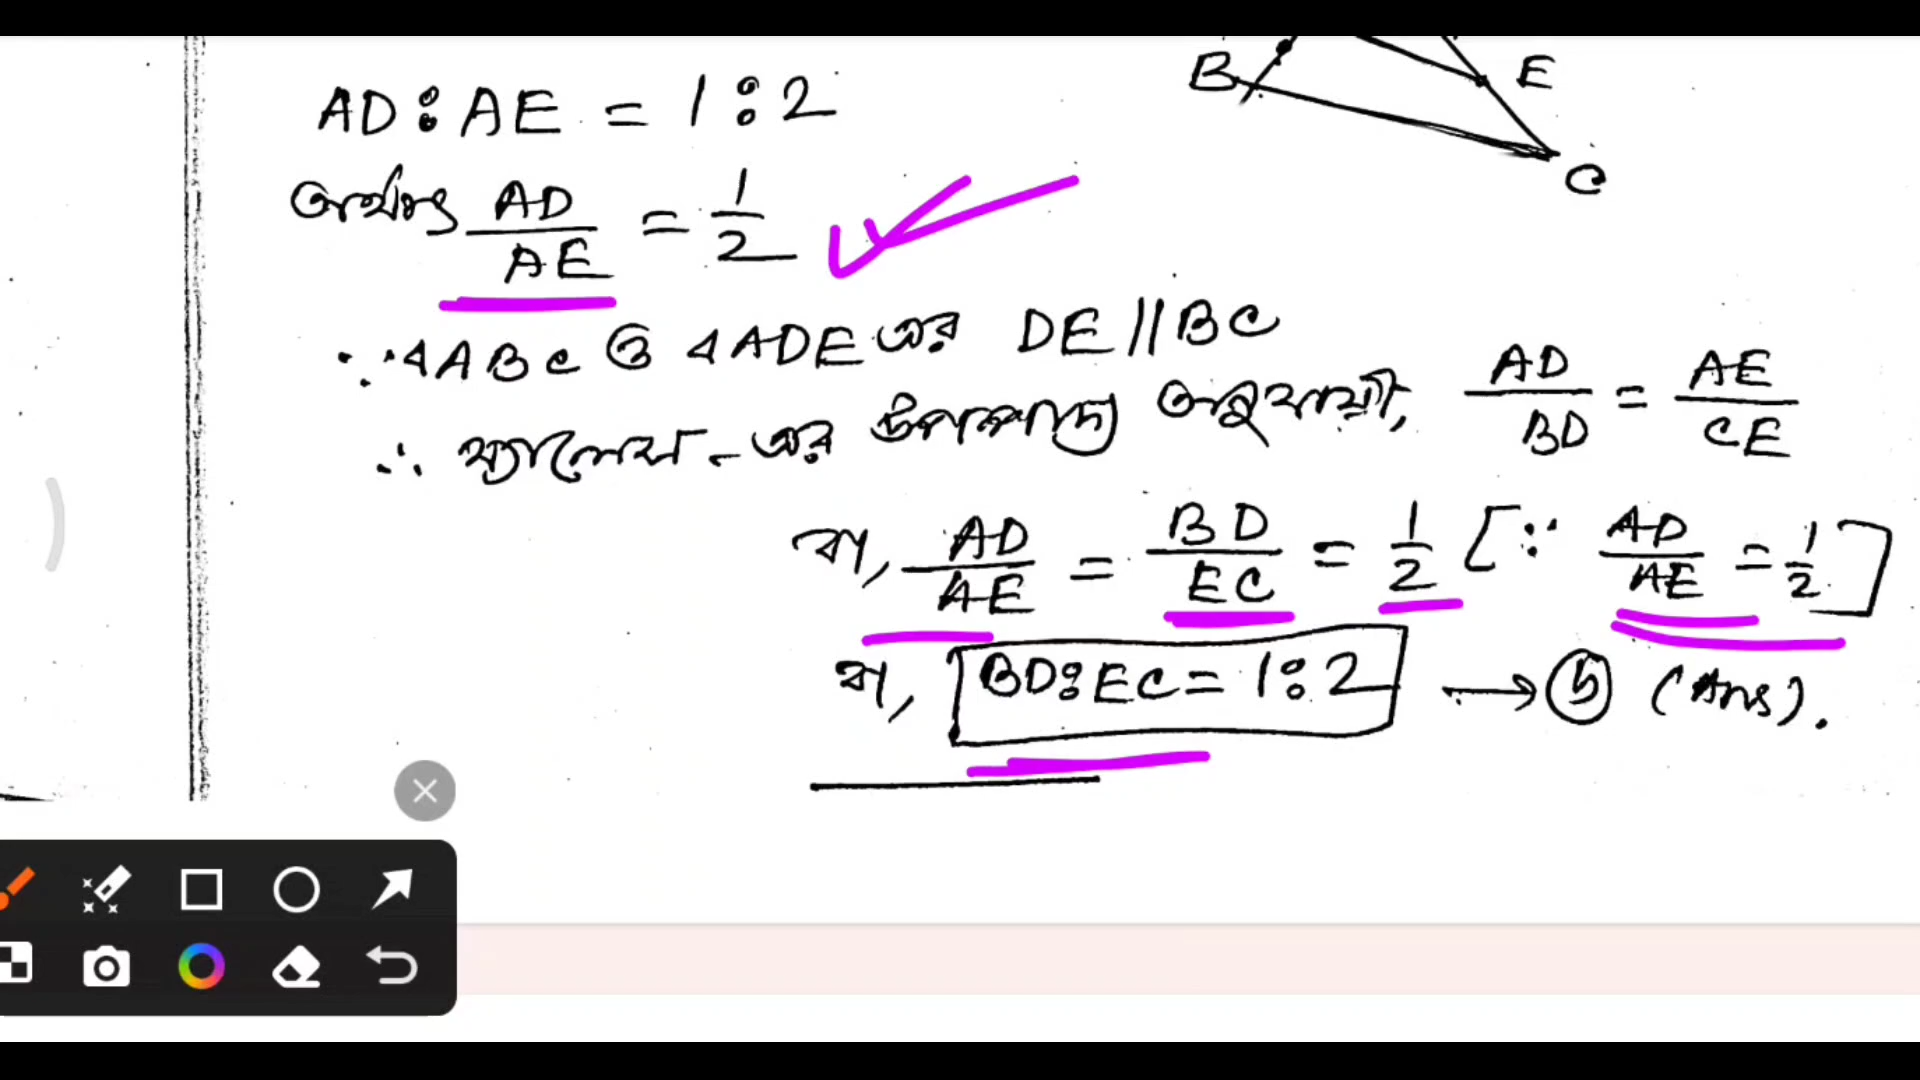 B E
AD:AE = 1:2
C
অর্থাৎ AD/AE = 1/2
∵ ΔABC ও ΔADE এর DE||BC
∴ থ্যালেস-এর উপপাদ্য অনুযায়ী, AD/BD = AE/CE
বা, AD/AE = BD/EC = 1/2 [∵ AD/AE = 1/2]
বা, BD:EC = 1:2 → (Ans).